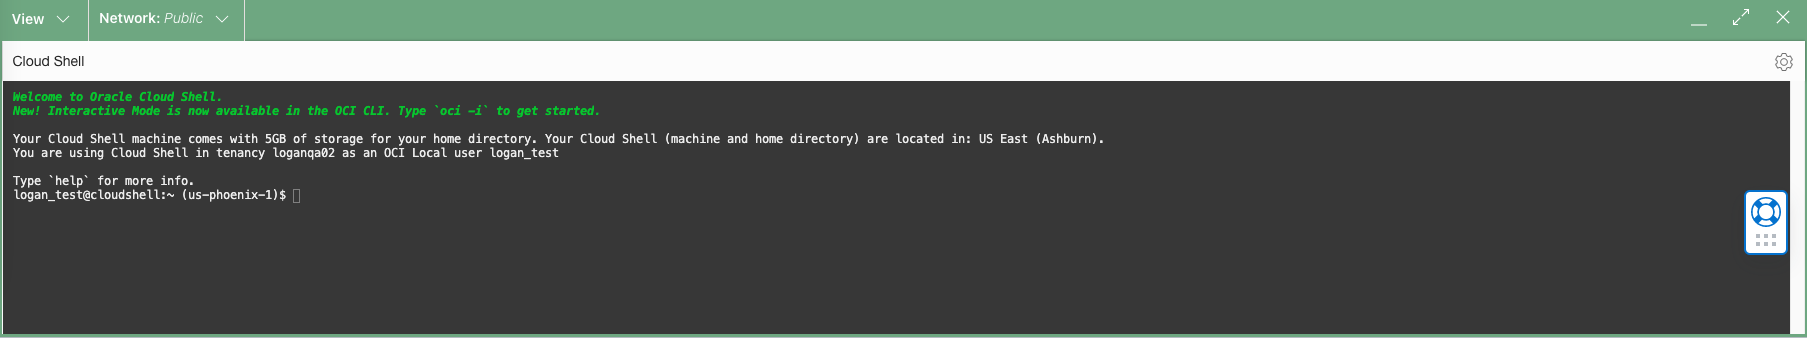 View
Network: Public
Cloud Shell
Welcome to Oracle Cloud Shell.
New! Interactive Mode is now available in the OCI CLI. Type `oci -i` to get started.
Your Cloud Shell machine comes with 5GB of storage for your home directory. Your Cloud Shell (machine and home directory) are located in: US East (Ashburn).
You are using Cloud Shell in tenancy loganqa02 as an OCI Local user logan_test
Type `help` for more info.
logan_test@cloudshell:~ (us-phoenix-1)$